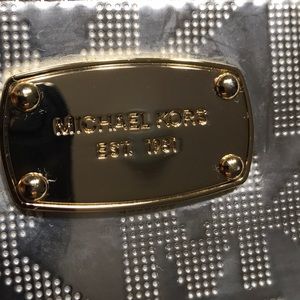 MICHAEL KORS
EST. 1981